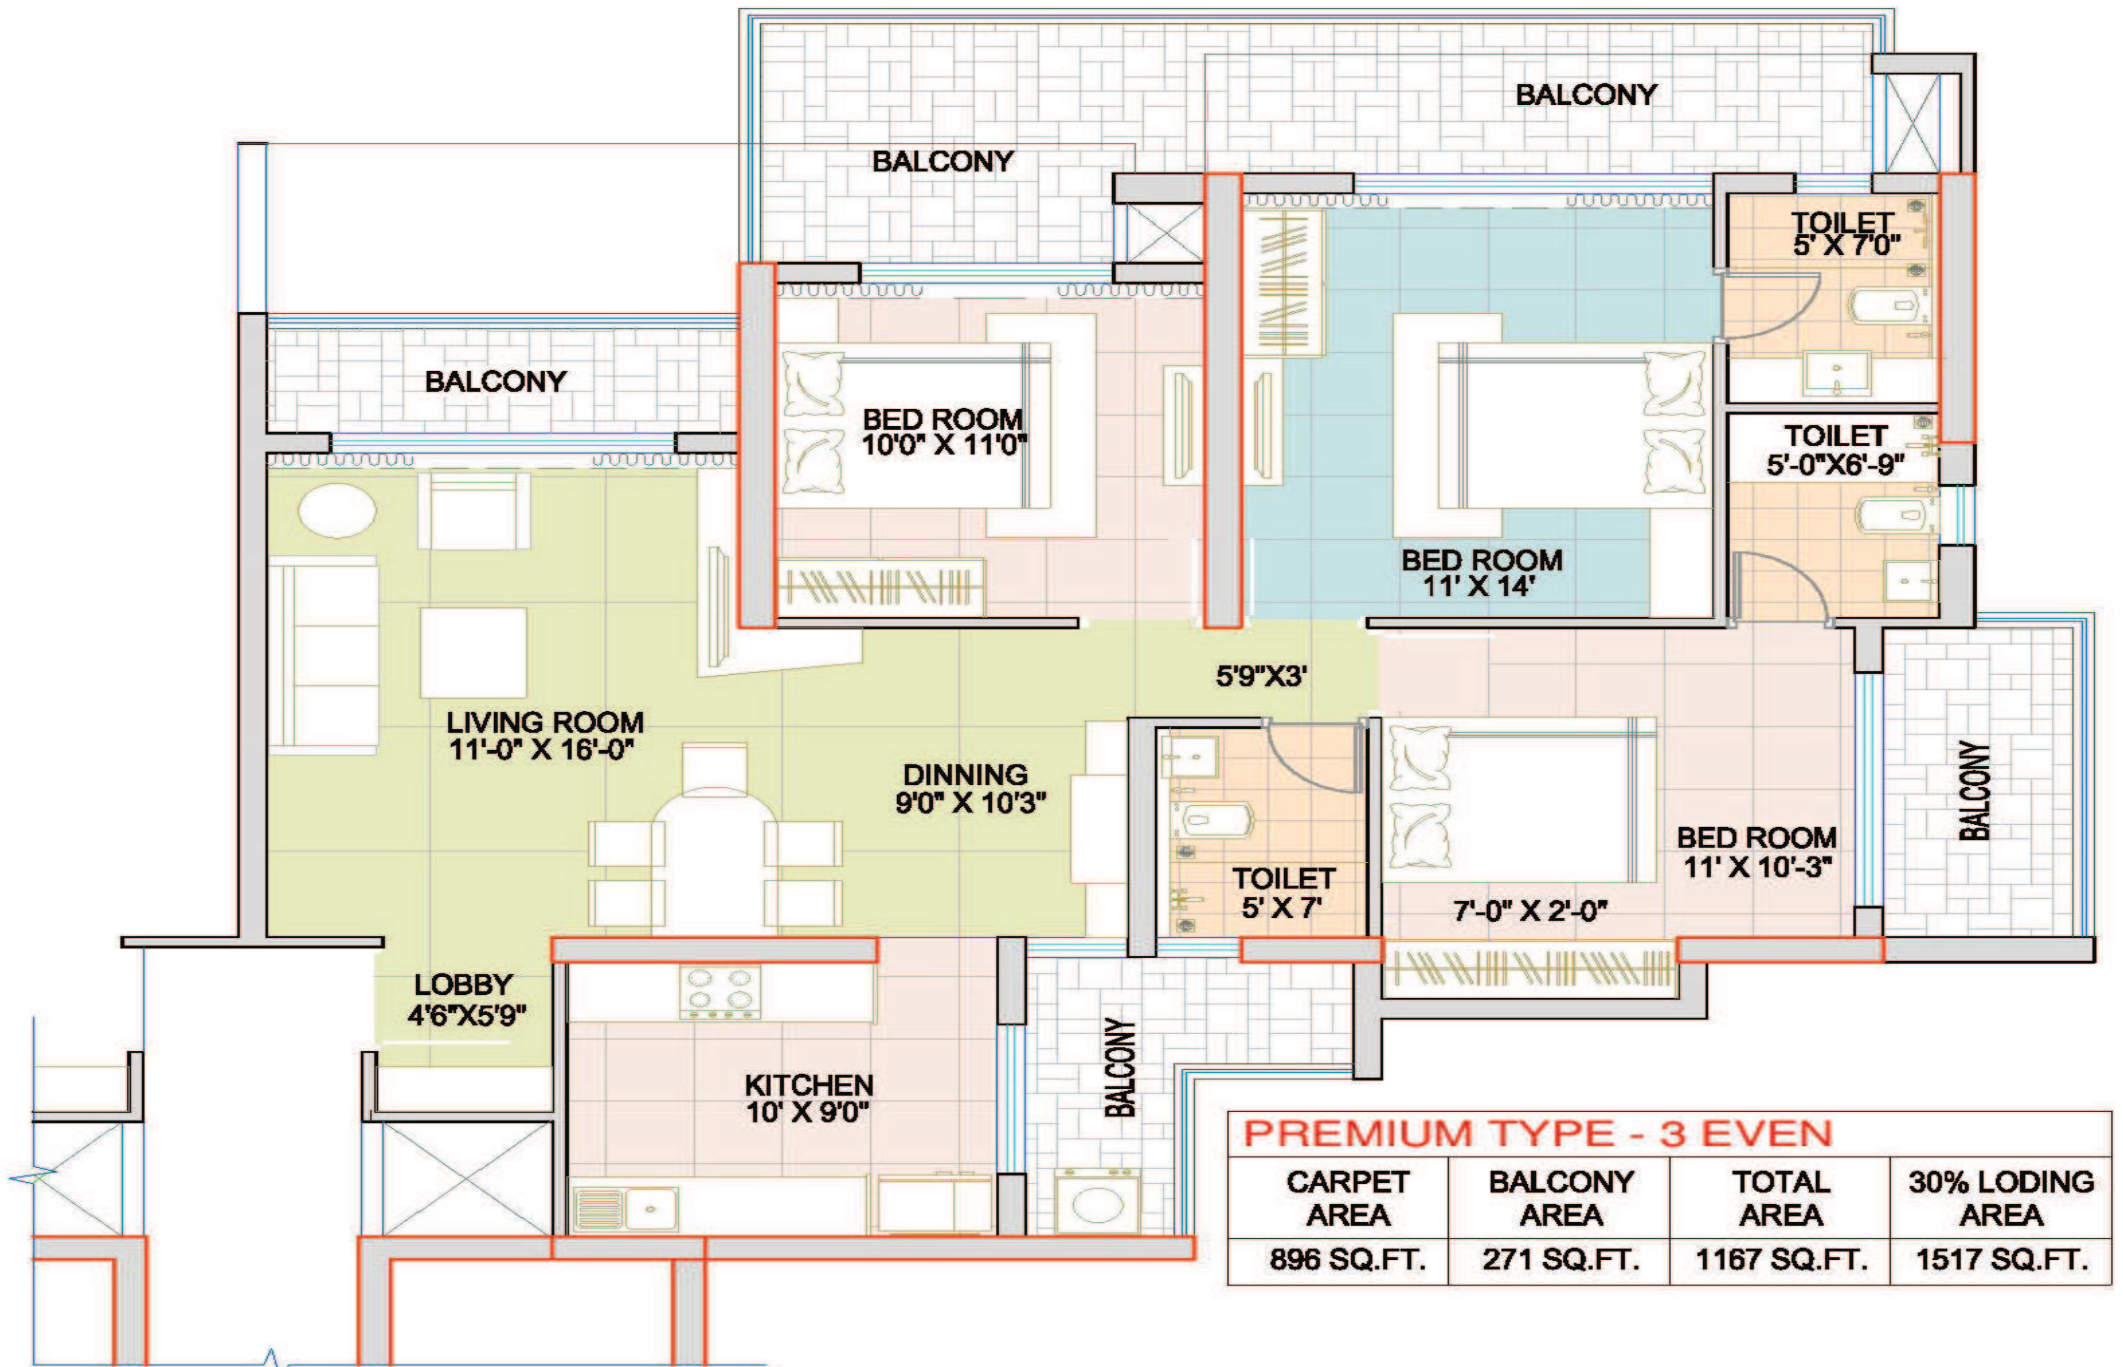 BALCONY
BALCONY
TOILET
5' X 7'0"
BALCONY
BED ROOM
10'0" X 11'0"
TOILET
5'-0"X6'-9"
BED ROOM
11' X 14'
5'9"X3'
LIVING ROOM
11'-0" X 16'-0"
DINNING
9'0" X 10'3"
BALCONY
BED ROOM
11' X 10'-3"
TOILET
5' X 7'
7'-0" X 2'-0"
LOBBY
4'6"X5'9"
BALCONY
KITCHEN
10' X 9'0"
PREMIUM TYPE - 3 EVEN
CARPET AREA
BALCONY AREA
TOTAL AREA
30% LODING AREA
896 SQ.FT.
271 SQ.FT.
1167 SQ.FT.
1517 SQ.FT.